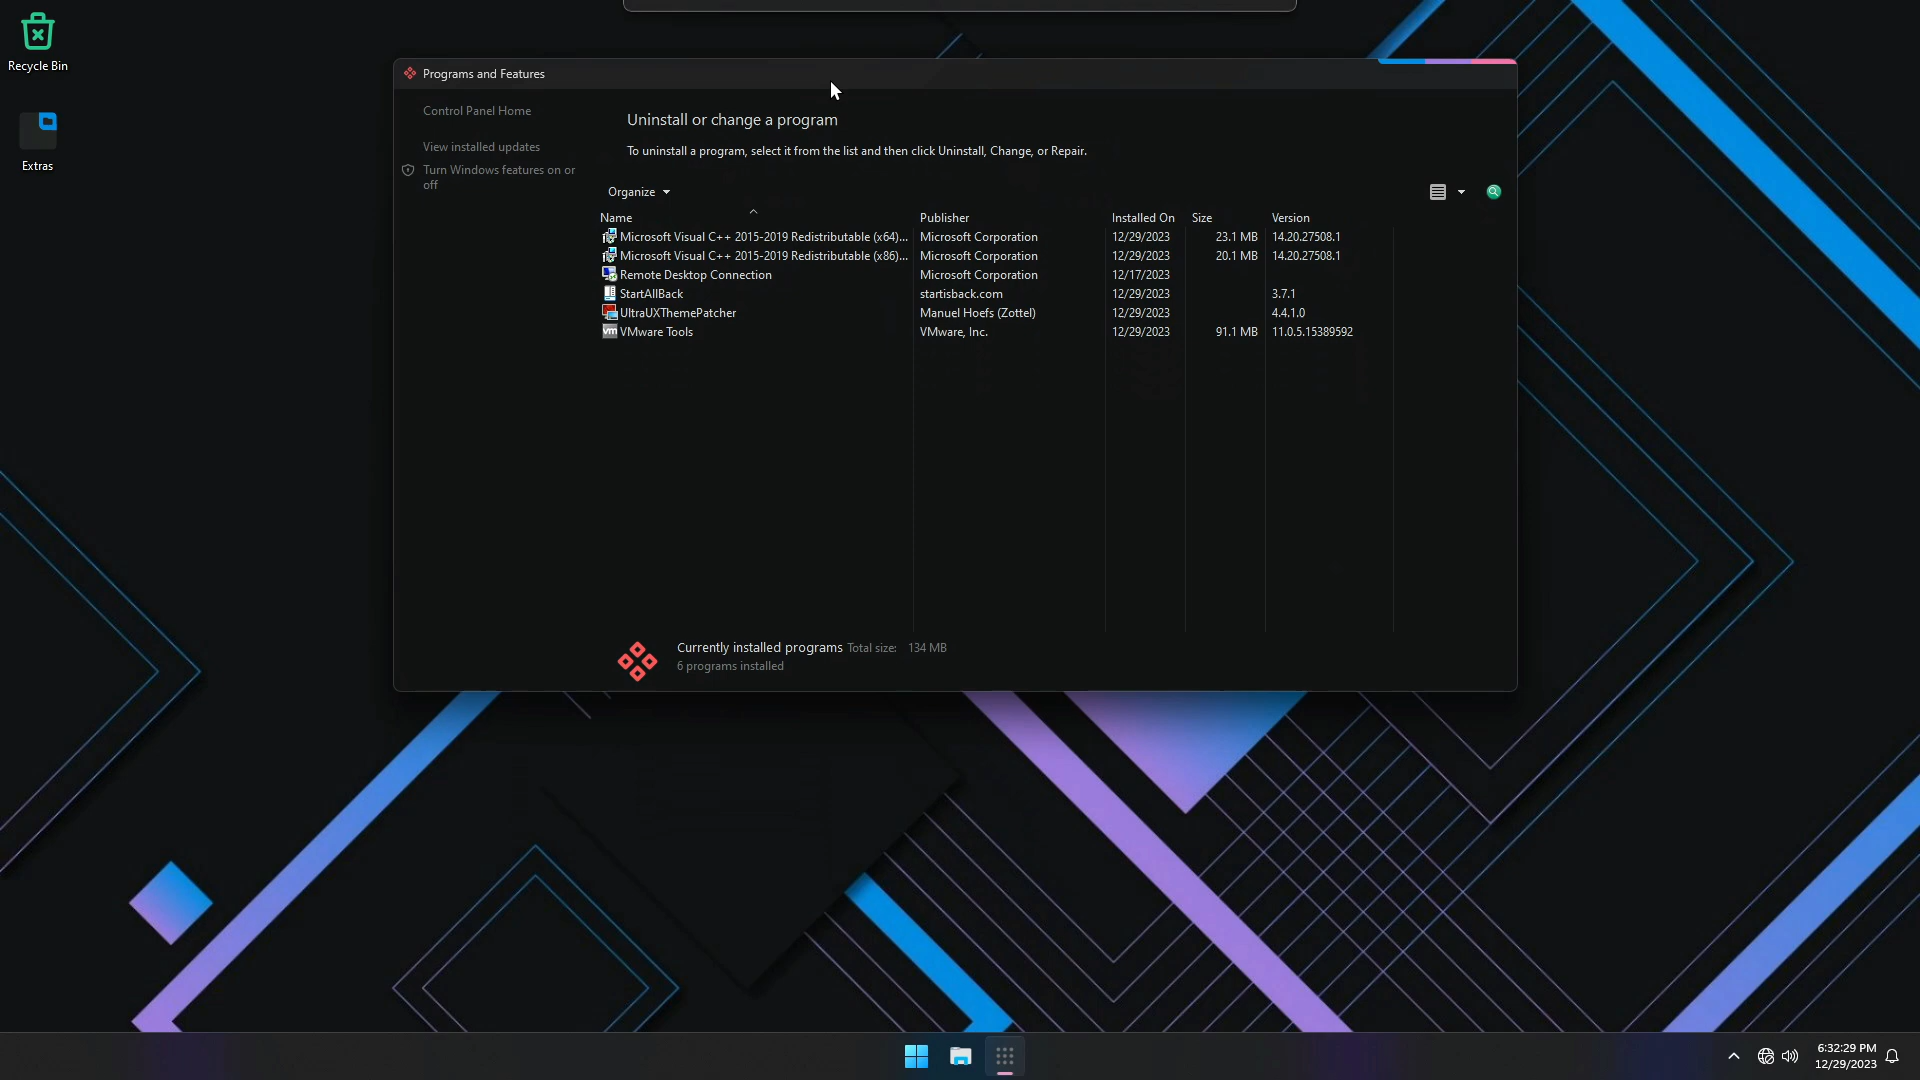 Recycle Bin
Extras
Programs and Features
Control Panel Home
View installed updates
Turn Windows features on or
off
Uninstall or change a program
To uninstall a program, select it from the list and then click Uninstall, Change, or Repair.
Organize
Name Publisher Installed On Size Version
Microsoft Visual C++ 2015-2019 Redistributable (x64)... Microsoft Corporation 12/29/2023 23.1 MB 14.20.27508.1
Microsoft Visual C++ 2015-2019 Redistributable (x86)... Microsoft Corporation 12/29/2023 20.1 MB 14.20.27508.1
Remote Desktop Connection Microsoft Corporation 12/17/2023
StartAllBack startisback.com 12/29/2023 3.7.1
UltraUXThemePatcher Manuel Hoefs (Zottel) 12/29/2023 4.4.1.0
vm VMware Tools VMware, Inc. 12/29/2023 91.1 MB 11.0.5.15389592
Currently installed programs Total size: 134 MB
6 programs installed
6:32:29 PM
12/29/2023